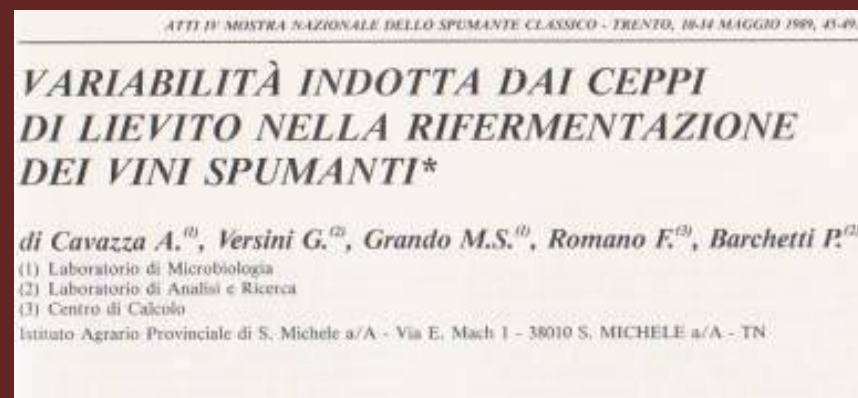 ATTI IV MOSTRA NAZIONALE DELLO SPUMANTE CLASSICO - TRENTO, 10-14 MAGGIO 1989, 45-49.
VARIABILITÀ INDOTTA DAI CEPPI
DI LIEVITO NELLA RIFERMENTAZIONE
DEI VINI SPUMANTI*
di Cavazza A.(1), Versini G.(2), Grando M.S.(1), Romano F.(3), Barchetti P.(2)
(1) Laboratorio di Microbiologia
(2) Laboratorio di Analisi e Ricerca
(3) Centro di Calcolo
Istituto Agrario Provinciale di S. Michele a/A - Via E. Mach 1 - 38010 S. MICHELE a/A - TN